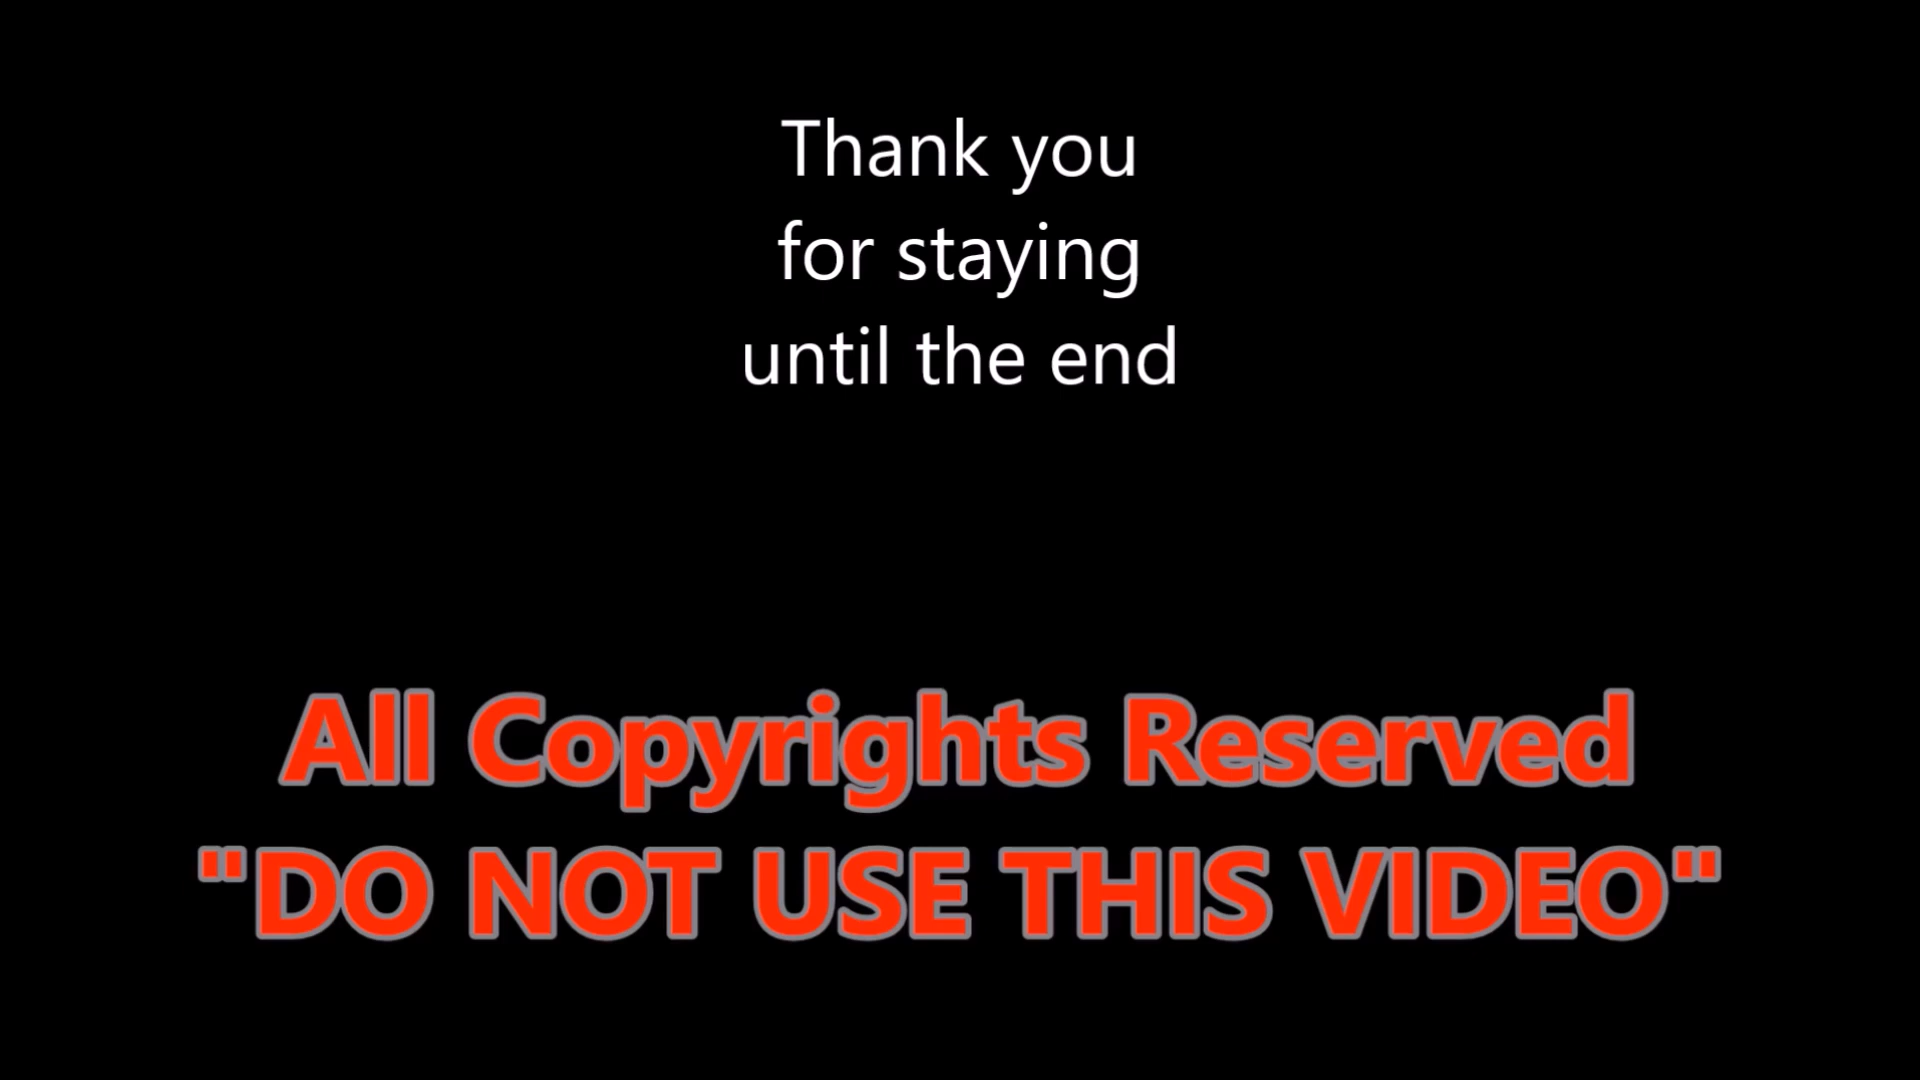 Thank you
for staying
until the end
All Copyrights Reserved
"DO NOT USE THIS VIDEO"